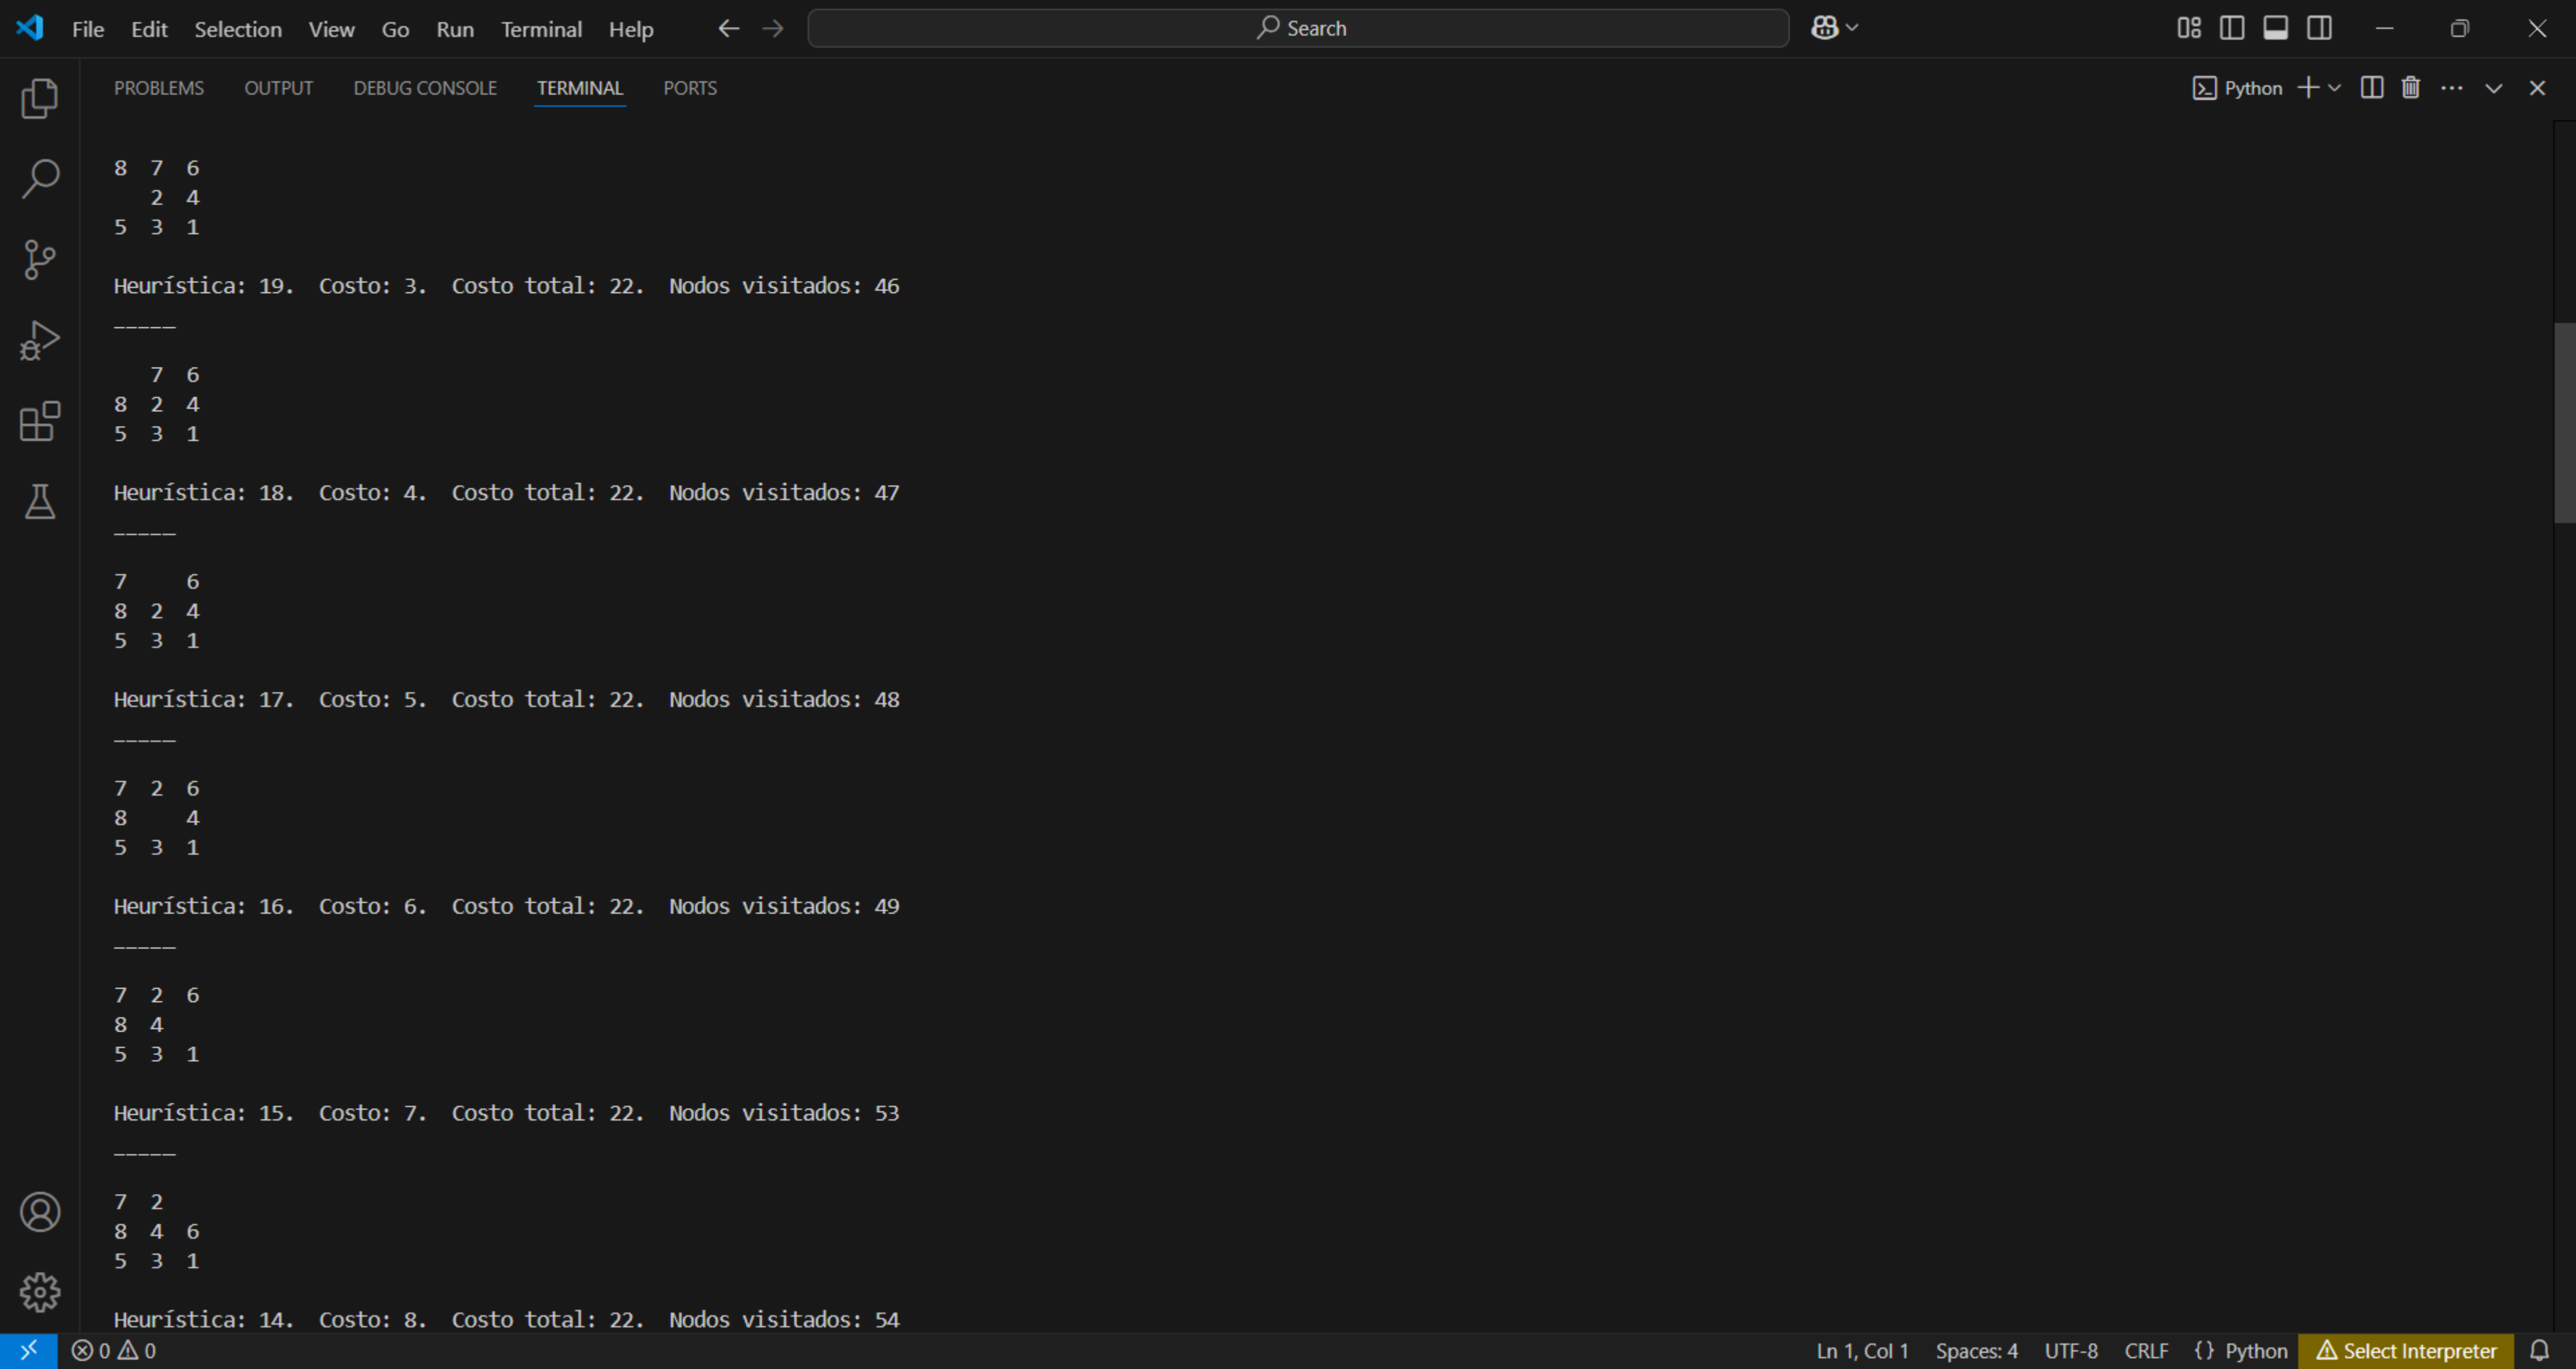 File Edit Selection View Go Run Terminal Help Search
PROBLEMS OUTPUT DEBUG CONSOLE TERMINAL PORTS Python
8 7 6
2 4
5 3 1
Heurística: 19. Costo: 3. Costo total: 22. Nodos visitados: 46
_____
7 6
8 2 4
5 3 1
Heurística: 18. Costo: 4. Costo total: 22. Nodos visitados: 47
_____
7 6
8 2 4
5 3 1
Heurística: 17. Costo: 5. Costo total: 22. Nodos visitados: 48
_____
7 2 6
8 4
5 3 1
Heurística: 16. Costo: 6. Costo total: 22. Nodos visitados: 49
_____
7 2 6
8 4
5 3 1
Heurística: 15. Costo: 7. Costo total: 22. Nodos visitados: 53
_____
7 2
8 4 6
5 3 1
Heurística: 14. Costo: 8. Costo total: 22. Nodos visitados: 54
0 0 Ln 1, Col 1 Spaces: 4 UTF-8 CRLF {} Python Select Interpreter